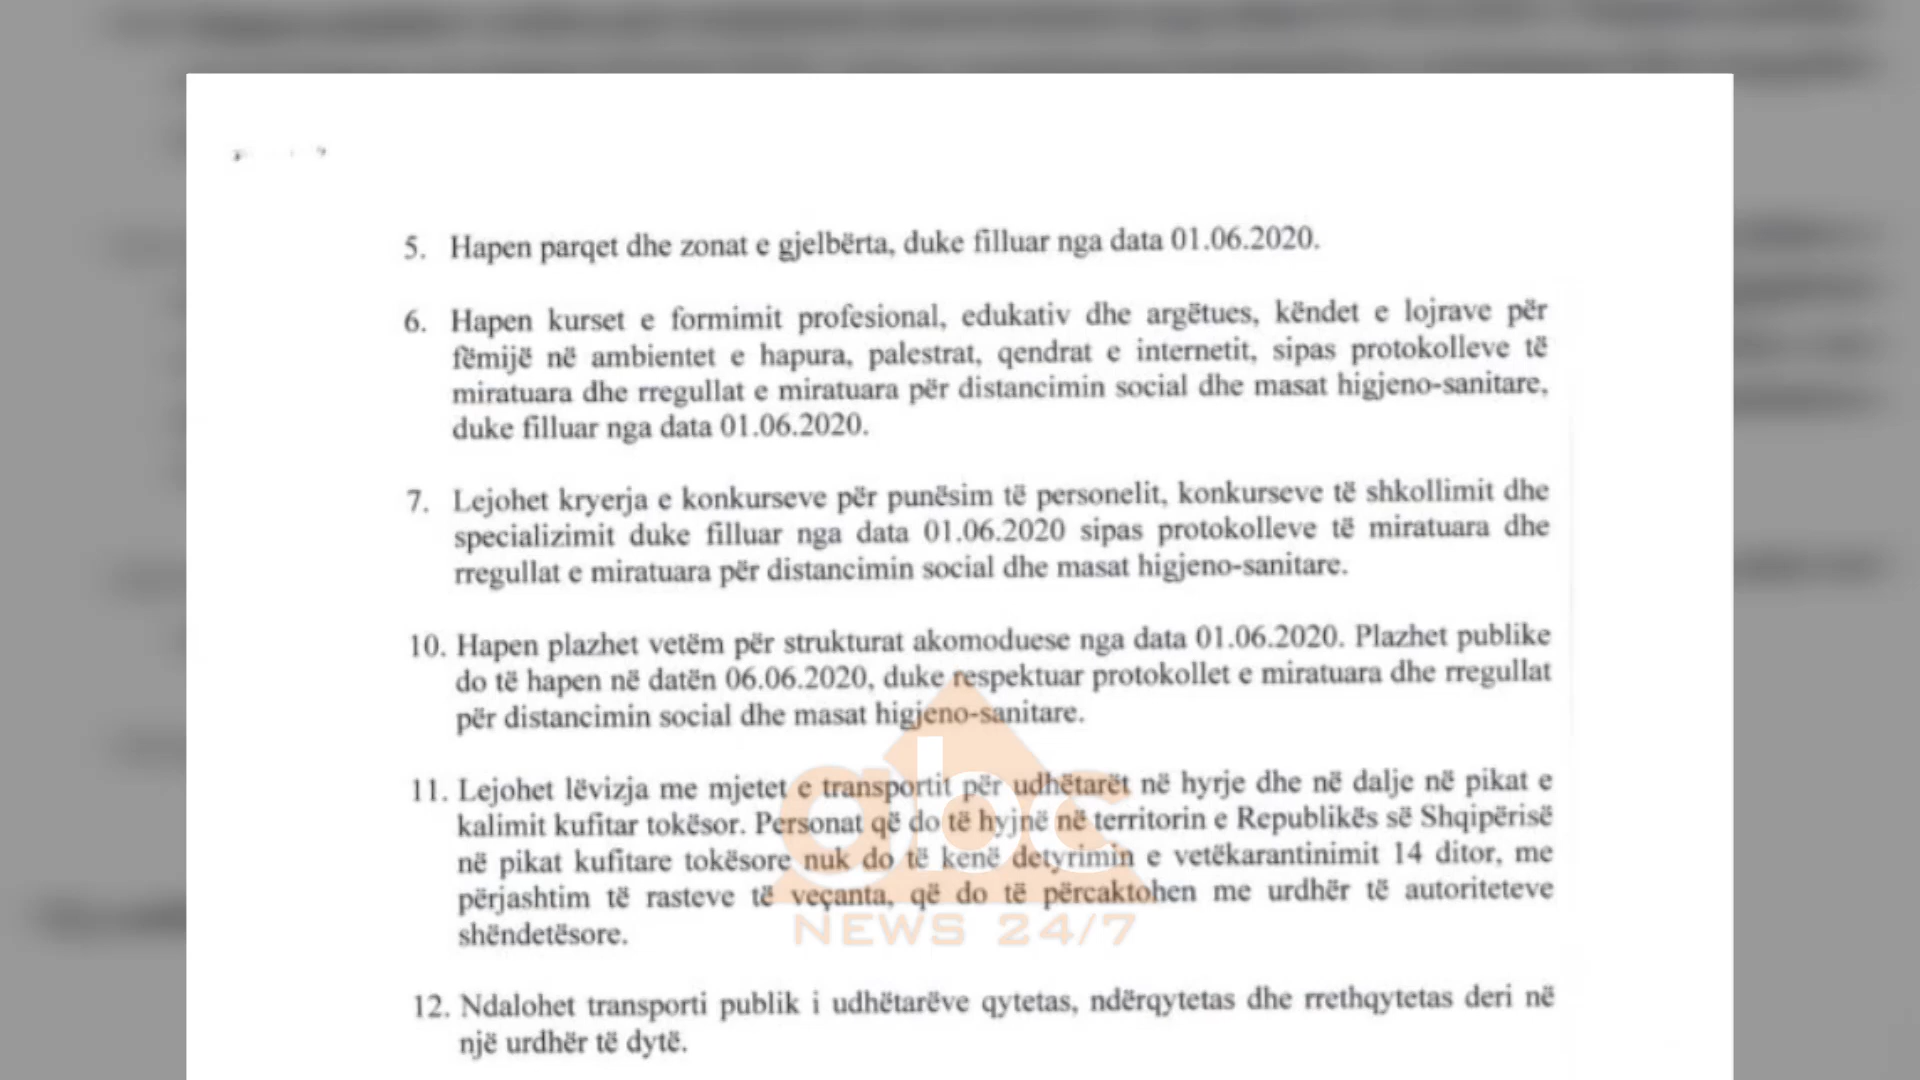 5. Hapen parqet dhe zonat e gjelbërta, duke filluar nga data 01.06.2020.
6. Hapen kurset e formimit profesional, edukativ dhe argëtues, këndet e lojrave për
fëmijë në ambientet e hapura, palestrat, qendrat e internetit, sipas protokolleve të
miratuara dhe rregullat e miratuara për distancimin social dhe masat higjeno-sanitare,
duke filluar nga data 01.06.2020.
7. Lejohet kryerja e konkurseve për punësim të personelit, konkurseve të shkollimit dhe
specializimit duke filluar nga data 01.06.2020 sipas protokolleve të miratuara dhe
rregullat e miratuara për distancimin social dhe masat higjeno-sanitare.
10. Hapen plazhet vetëm për strukturat akomoduese nga data 01.06.2020. Plazhet publike
do të hapen në datën 06.06.2020, duke respektuar protokollet e miratuara dhe rregullat
për distancimin social dhe masat higjeno-sanitare.
11. Lejohet lëvizja me mjetet e transportit për udhëtarët në hyrje dhe në dalje në pikat e
kalimit kufitar tokësor. Personat që do të hyjnë në territorin e Republikës së Shqipërisë
në pikat kufitare tokësore nuk do të kenë detyrimin e vetëkarantinimit 14 ditor, me
përjashtim të rasteve të veçanta, që do të përcaktohen me urdhër të autoriteteve
shëndetësore.
12. Ndalohet transporti publik i udhëtarëve qytetas, ndërqytetas dhe rrethqytetas deri në
një urdhër të dytë.
abc
NEWS 24/7